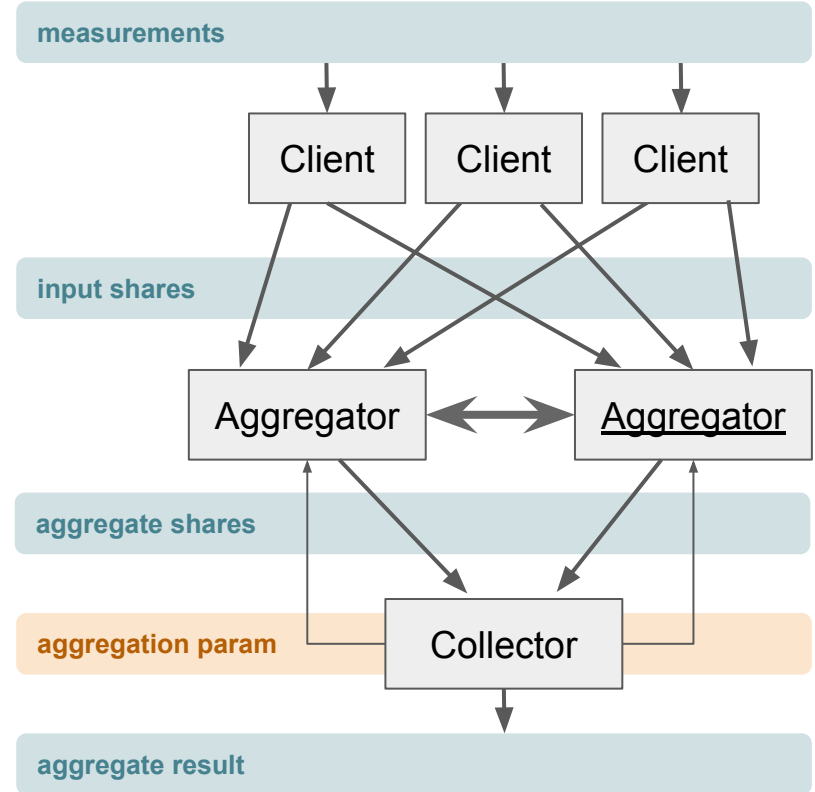 measurements
Client
Client
Client
input shares
Aggregator
Aggregator
aggregate shares
aggregation param
Collector
aggregate result